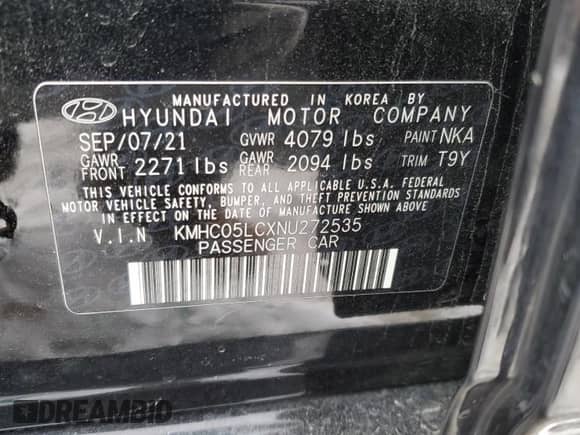 MANUFACTURED IN KOREA BY
HYUNDAI MOTOR COMPANY
SEP/07/21 GVWR 4079 lbs PAINT NKA
GAWR FRONT 2271 lbs GAWR REAR 2094 lbs TRIM T9Y
THIS VEHICLE CONFORMS TO ALL APPLICABLE U.S.A. FEDERAL
MOTOR VEHICLE SAFETY, BUMPER, AND THEFT PREVENTION STANDARDS
IN EFFECT ON THE DATE OF MANUFACTURE SHOWN ABOVE.
V.I.N KMHC05LCXNU272535
PASSENGER CAR
DREAMBID